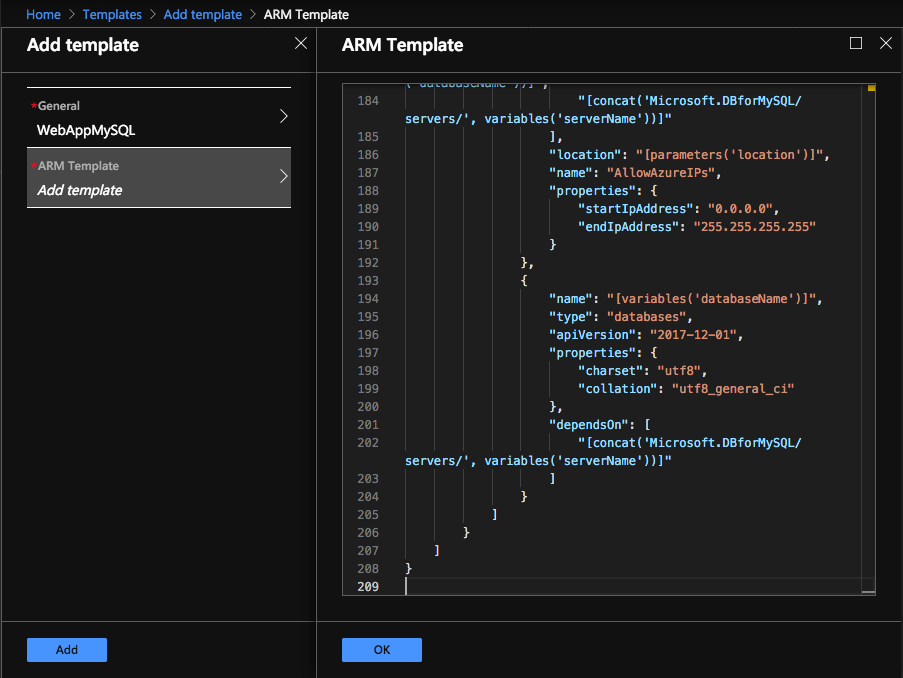 Home > Templates > Add template > ARM Template
Add template
*General
WebAppMySQL
*ARM Template
Add template
Add
ARM Template
('databaseName'))]",
184 "[concat('Microsoft.DBforMySQL/
servers/', variables('serverName'))]"
185 ],
186 "location": "[parameters('location')]",
187 "name": "AllowAzureIPs",
188 "properties": {
189 "startIpAddress": "0.0.0.0",
190 "endIpAddress": "255.255.255.255"
191 }
192 },
193 {
194 "name": "[variables('databaseName')]",
195 "type": "databases",
196 "apiVersion": "2017-12-01",
197 "properties": {
198 "charset": "utf8",
199 "collation": "utf8_general_ci"
200 },
201 "dependsOn": [
202 "[concat('Microsoft.DBforMySQL/
servers/', variables('serverName'))]"
203 ]
204 }
205 ]
206 }
207 ]
208 }
209
OK